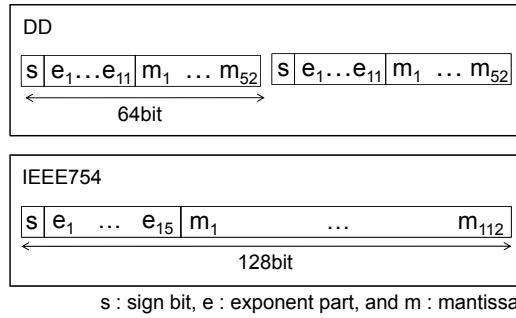 DD
s e₁…e₁₁ m₁ … m₅₂ s e₁…e₁₁ m₁ … m₅₂
64bit
IEEE754
s e₁ … e₁₅ m₁ … m₁₁₂
128bit
s : sign bit, e : exponent part, and m : mantissa